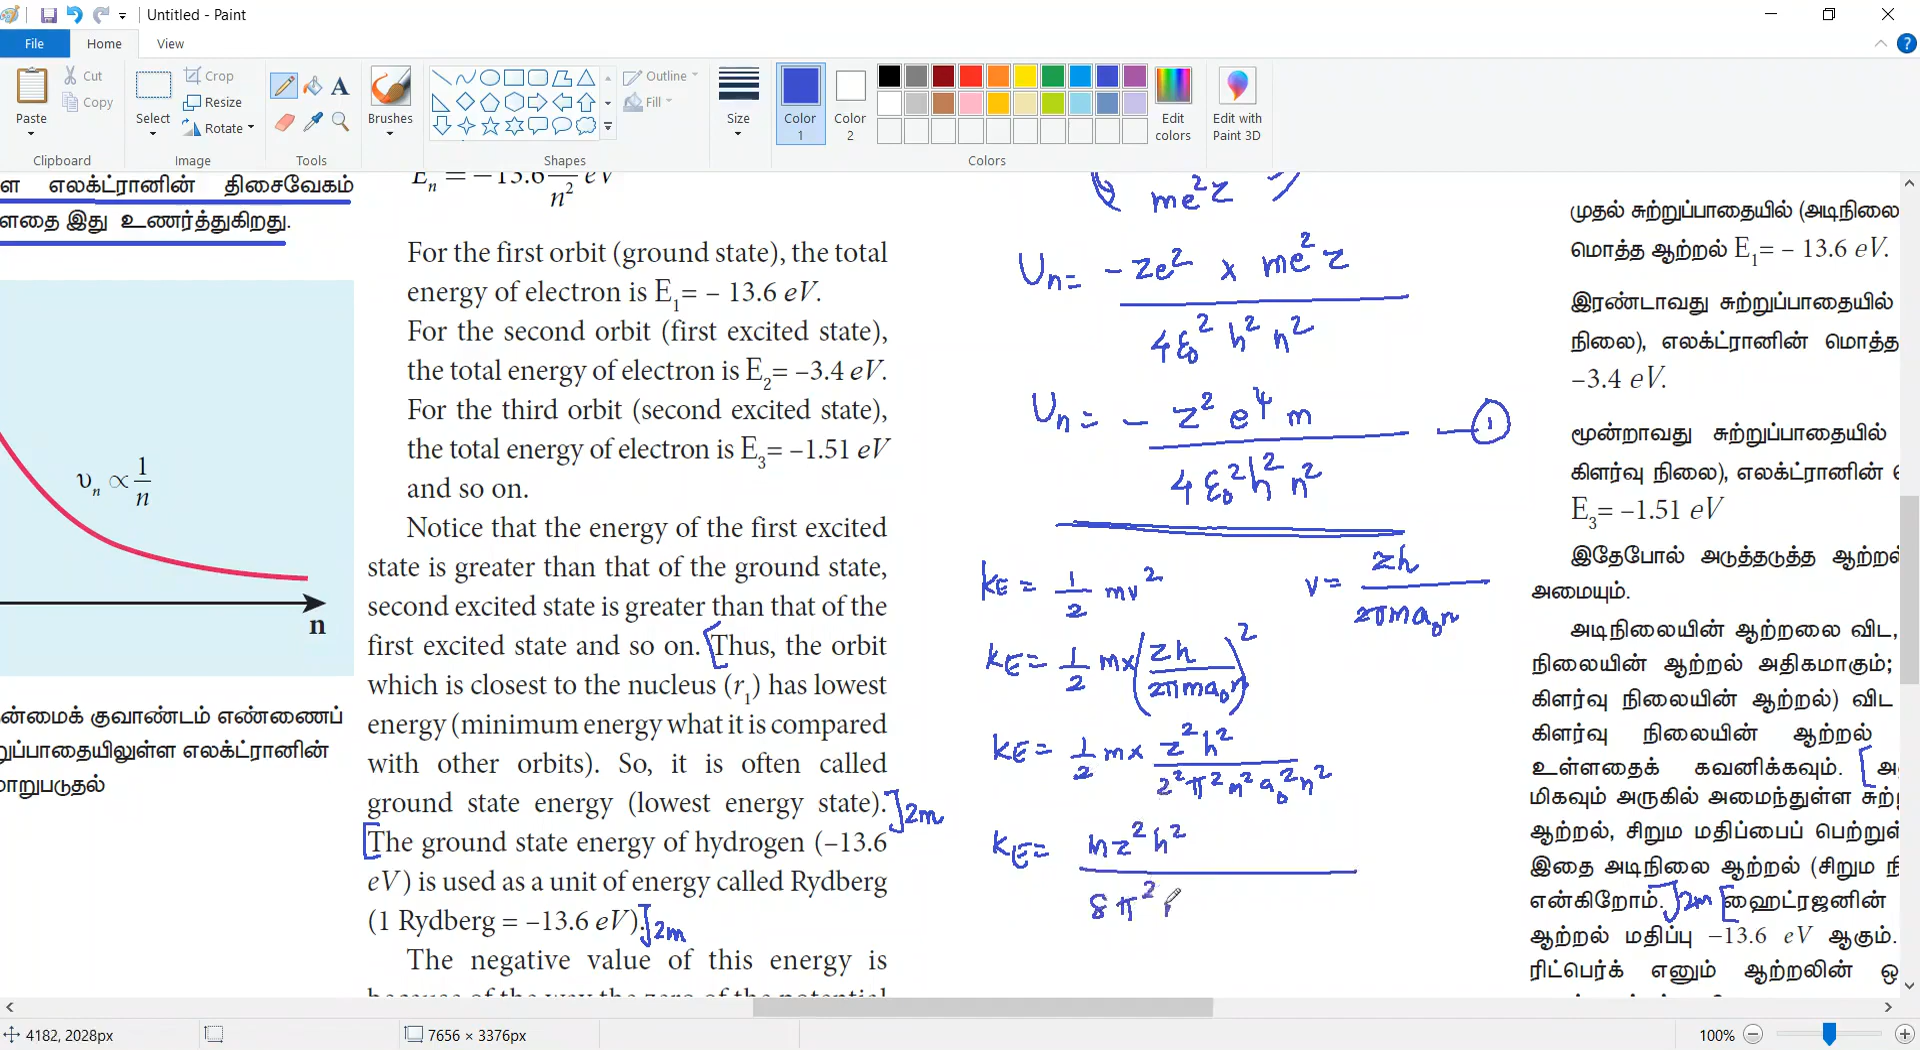 Untitled - Paint
File Home View
Cut
Copy
Paste
Crop
Resize
Rotate
Select
A
Brushes
Outline
Fill
Size
Color 1
Color 2
Edit colors
Edit with Paint 3D
Clipboard Image Tools Shapes Colors
ள எலக்ட்ரானின் திசைவேகம்
ளதை இது உணர்த்துகிறது.
υn ∝ 1/n
n
ன்மைக் குவாண்டம் எண்ணைப்
றுப்பாதையிலுள்ள எலக்ட்ரானின்
மாறுபடுதல்
n² eV
For the first orbit (ground state), the total
energy of electron is E₁= – 13.6 eV.
For the second orbit (first excited state),
the total energy of electron is E₂= –3.4 eV.
For the third orbit (second excited state),
the total energy of electron is E₃= –1.51 eV
and so on.
Notice that the energy of the first excited
state is greater than that of the ground state,
second excited state is greater than that of the
first excited state and so on. [Thus, the orbit
which is closest to the nucleus (r₁) has lowest
energy (minimum energy what it is compared
with other orbits). So, it is often called
ground state energy (lowest energy state).]2m
[The ground state energy of hydrogen (–13.6
eV) is used as a unit of energy called Rydberg
(1 Rydberg = –13.6 eV).]2m
The negative value of this energy is
me²z
Un= -ze² x me²z / 4ε₀² h² n²
Un= - z² e⁴ m / 4 ε₀² h² n² - ①
KE = 1/2 mv² v= zh / 2πma₀n
KE= 1/2 mx(zh / 2πma₀n)²
KE= 1/2 mx z²h² / 2²π²m²a₀²n²
KE= mz²h² / 8π²
முதல் சுற்றுப்பாதையில் (அடிநிலை
மொத்த ஆற்றல் E₁= – 13.6 eV.
இரண்டாவது சுற்றுப்பாதையில்
நிலை), எலக்ட்ரானின் மொத்த
–3.4 eV.
மூன்றாவது சுற்றுப்பாதையில்
கிளர்வு நிலை), எலக்ட்ரானின்
E₃= –1.51 eV
இதேபோல் அடுத்தடுத்த ஆற்றல்
அமையும்.
அடிநிலையின் ஆற்றலை விட,
நிலையின் ஆற்றல் அதிகமாகும்;
கிளர்வு நிலையின் ஆற்றல்) விட
கிளர்வு நிலையின் ஆற்றல்
உள்ளதைக் கவனிக்கவும். [அ
மிகவும் அருகில் அமைந்துள்ள சுற்
ஆற்றல், சிறும மதிப்பைப் பெற்றுள்
இதை அடிநிலை ஆற்றல் (சிறும நி
என்கிறோம்.]2m [ஹைட்ரஜனின்
ஆற்றல் மதிப்பு –13.6 eV ஆகும்.
ரிட்பெர்க் எனும் ஆற்றலின் ஒ
4182, 2028px
7656 × 3376px
100%